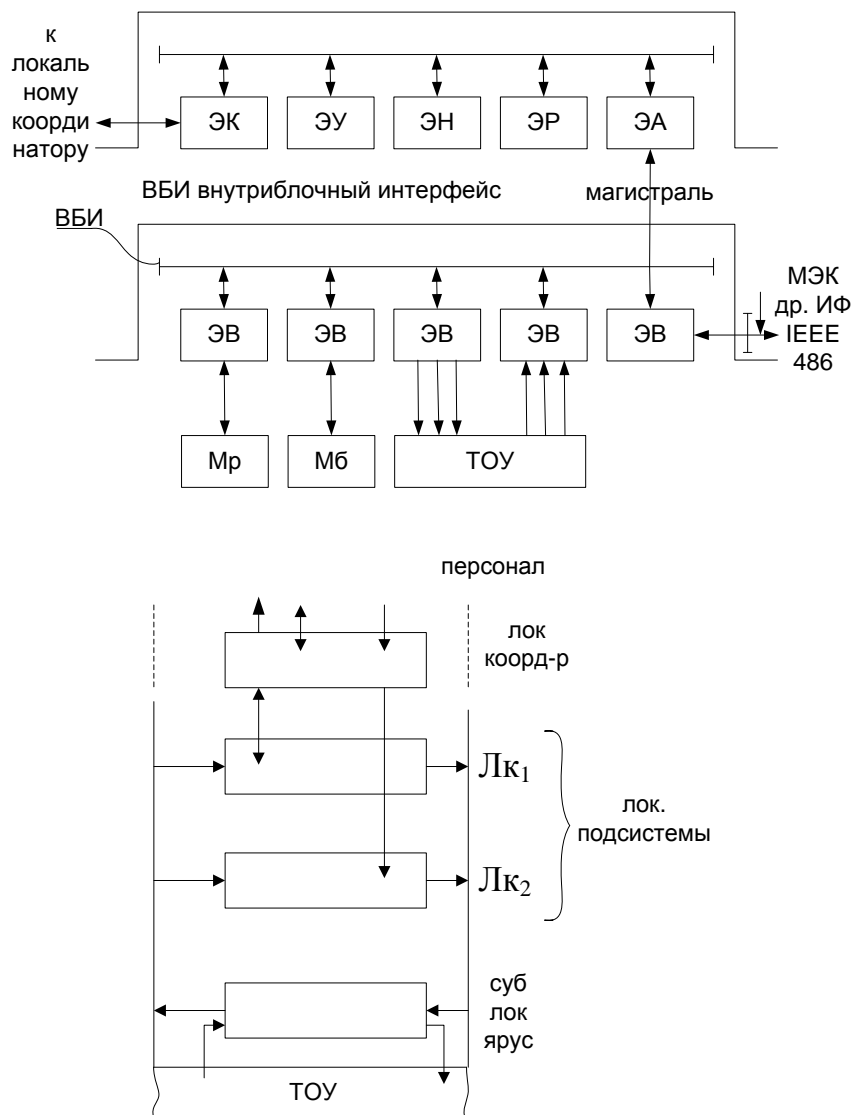 к
локаль
ному
коорди
натору
ЭК ЭУ ЭН ЭР ЭА
ВБИ внутриблочный интерфейс магистраль
ВБИ
ЭВ ЭВ ЭВ ЭВ ЭВ
МЭК
др. ИФ
IEEE
486
Мр Мб ТОУ
персонал
лок
коорд-р
Лк1
лок.
подсистемы
Лк2
суб
лок
ярус
ТОУ